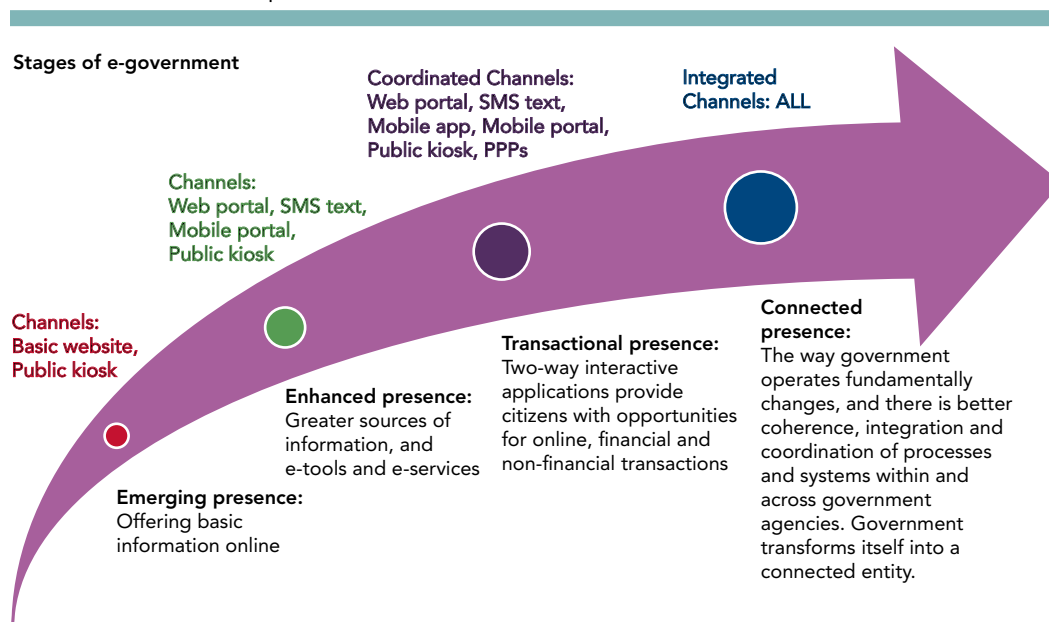 Stages of e-government
Coordinated Channels:
Web portal, SMS text,
Mobile app, Mobile portal,
Public kiosk, PPPs
Integrated
Channels: ALL
Channels:
Web portal, SMS text,
Mobile portal,
Public kiosk
Channels:
Basic website,
Public kiosk
Emerging presence:
Offering basic
information online
Enhanced presence:
Greater sources of
information, and
e-tools and e-services
Transactional presence:
Two-way interactive
applications provide
citizens with opportunities
for online, financial and
non-financial transactions
Connected
presence:
The way government
operates fundamentally
changes, and there is better
coherence, integration and
coordination of processes
and systems within and
across government
agencies. Government
transforms itself into a
connected entity.